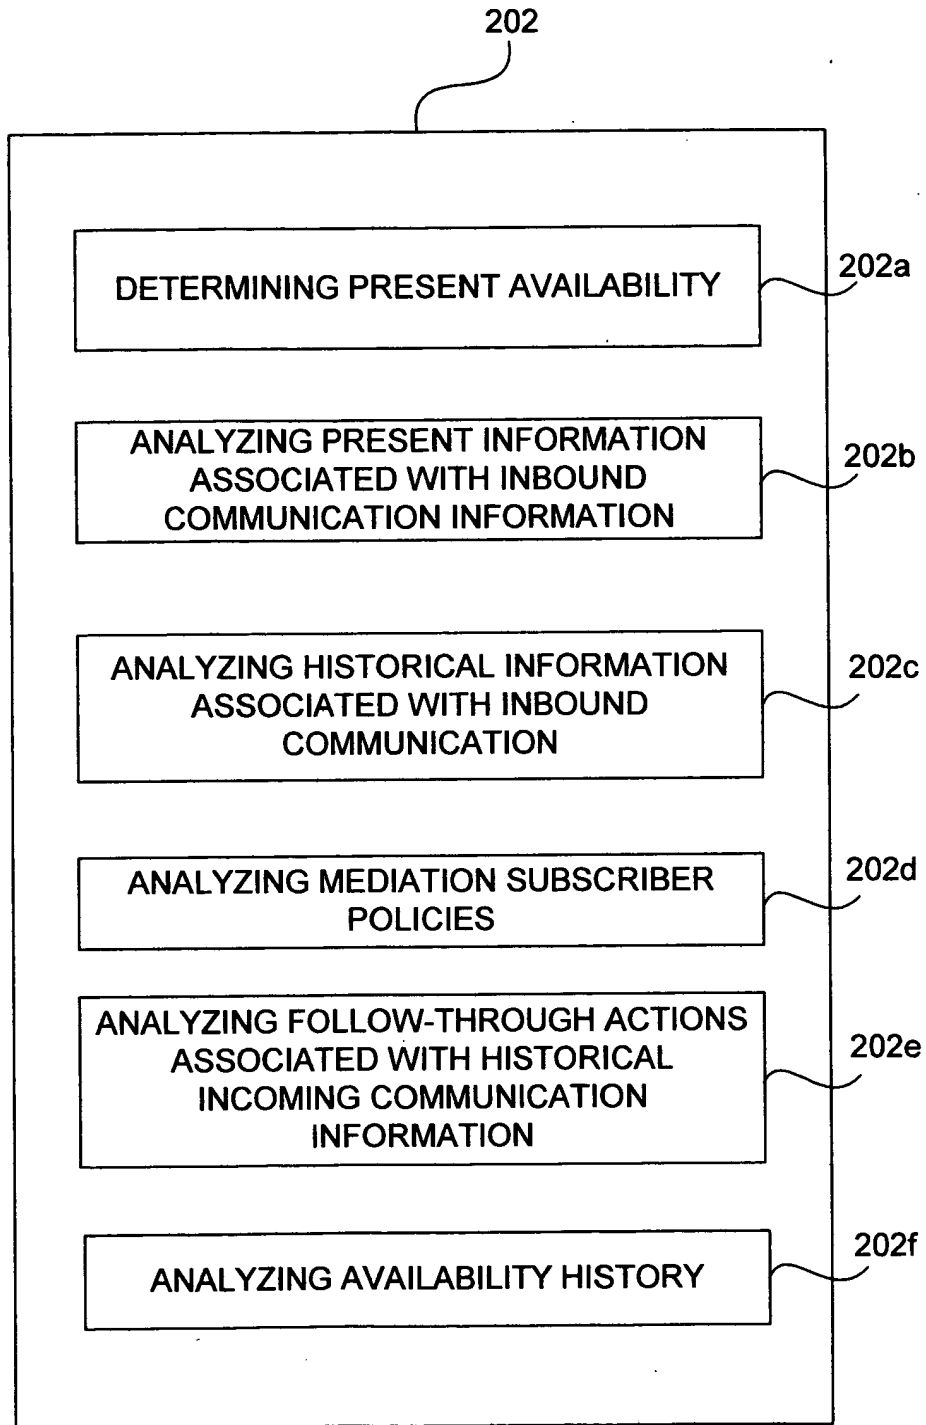 202
DETERMINING PRESENT AVAILABILITY
202a
ANALYZING PRESENT INFORMATION
ASSOCIATED WITH INBOUND
COMMUNICATION INFORMATION
202b
ANALYZING HISTORICAL INFORMATION
ASSOCIATED WITH INBOUND
COMMUNICATION
202c
ANALYZING MEDIATION SUBSCRIBER
POLICIES
202d
ANALYZING FOLLOW-THROUGH ACTIONS
ASSOCIATED WITH HISTORICAL
INCOMING COMMUNICATION
INFORMATION
202e
ANALYZING AVAILABILITY HISTORY
202f